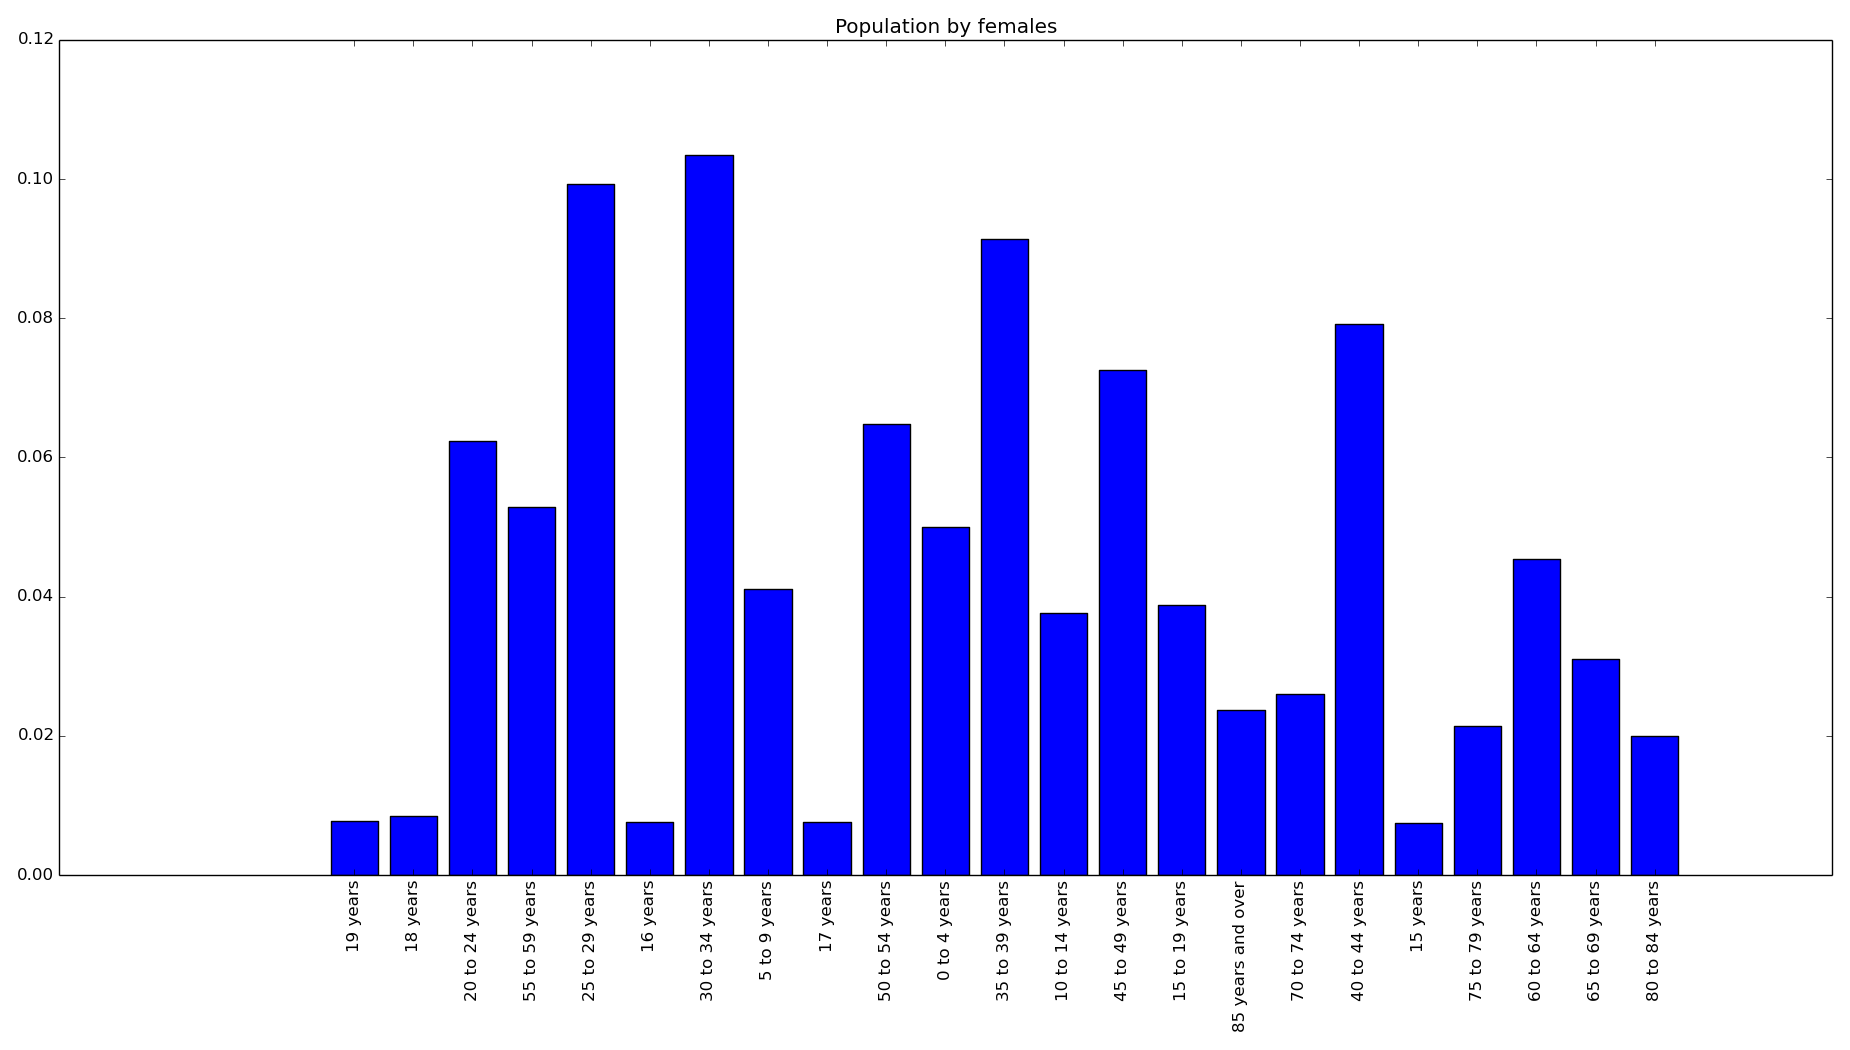 Population by females
0.12
0.10
0.08
0.06
0.04
0.02
0.00
19 years
18 years
20 to 24 years
55 to 59 years
25 to 29 years
16 years
30 to 34 years
5 to 9 years
17 years
50 to 54 years
0 to 4 years
35 to 39 years
10 to 14 years
45 to 49 years
15 to 19 years
85 years and over
70 to 74 years
40 to 44 years
15 years
75 to 79 years
60 to 64 years
65 to 69 years
80 to 84 years